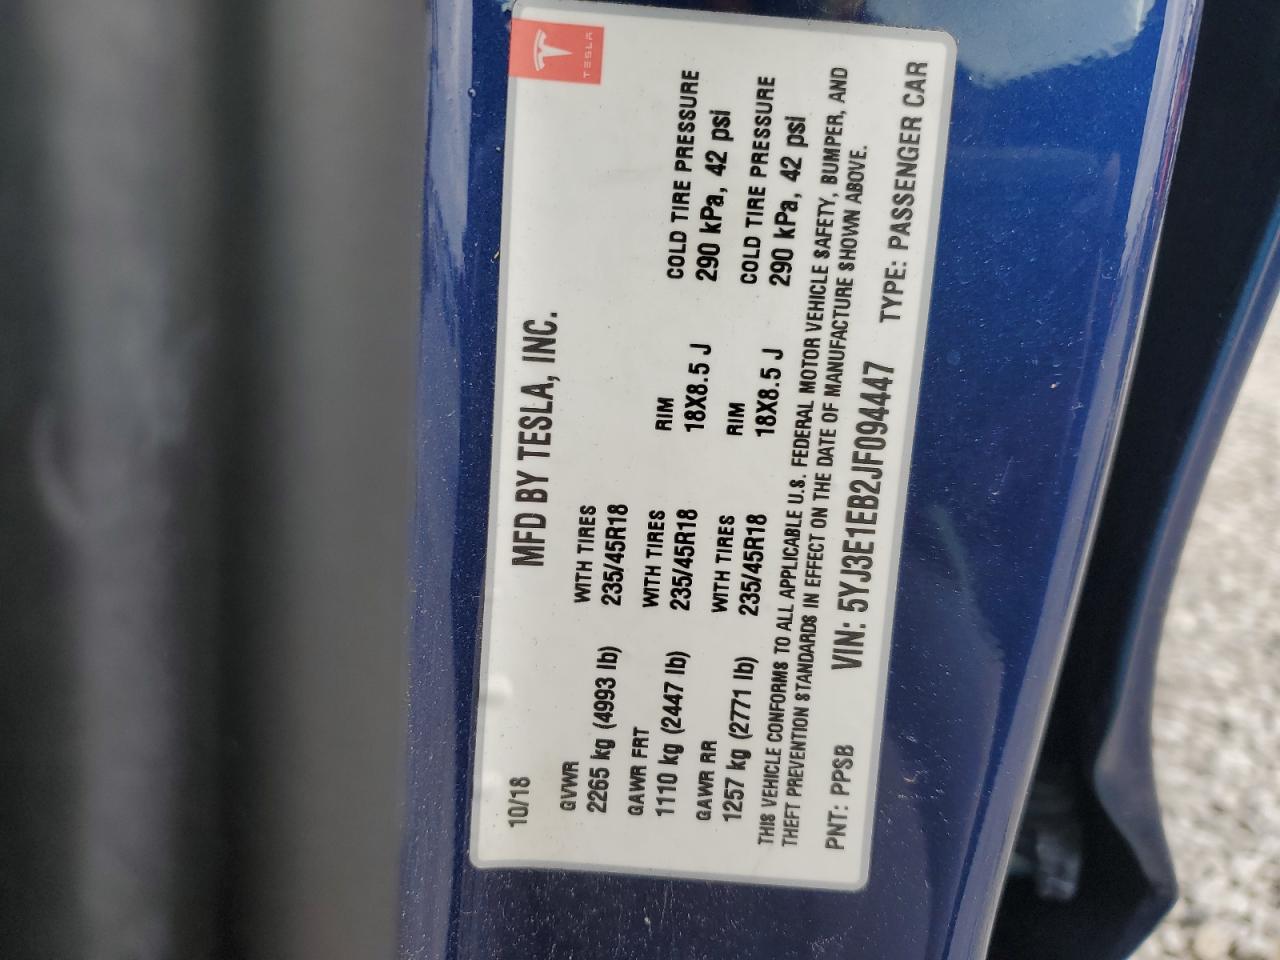 TESLA
10/18 MFD BY TESLA, INC.
GVWR WITH TIRES
2265 kg (4993 lb) 235/45R18
GAWR FRT WITH TIRES RIM COLD TIRE PRESSURE
1110 kg (2447 lb) 235/45R18 18X8.5 J 290 kPa, 42 psi
GAWR RR WITH TIRES RIM COLD TIRE PRESSURE
1257 kg (2771 lb) 235/45R18 18X8.5 J 290 kPa, 42 psi
THIS VEHICLE CONFORMS TO ALL APPLICABLE U.S. FEDERAL MOTOR VEHICLE SAFETY, BUMPER, AND
THEFT PREVENTION STANDARDS IN EFFECT ON THE DATE OF MANUFACTURE SHOWN ABOVE.
PNT: PPSB VIN: 5YJ3E1EB2JF094447 TYPE: PASSENGER CAR